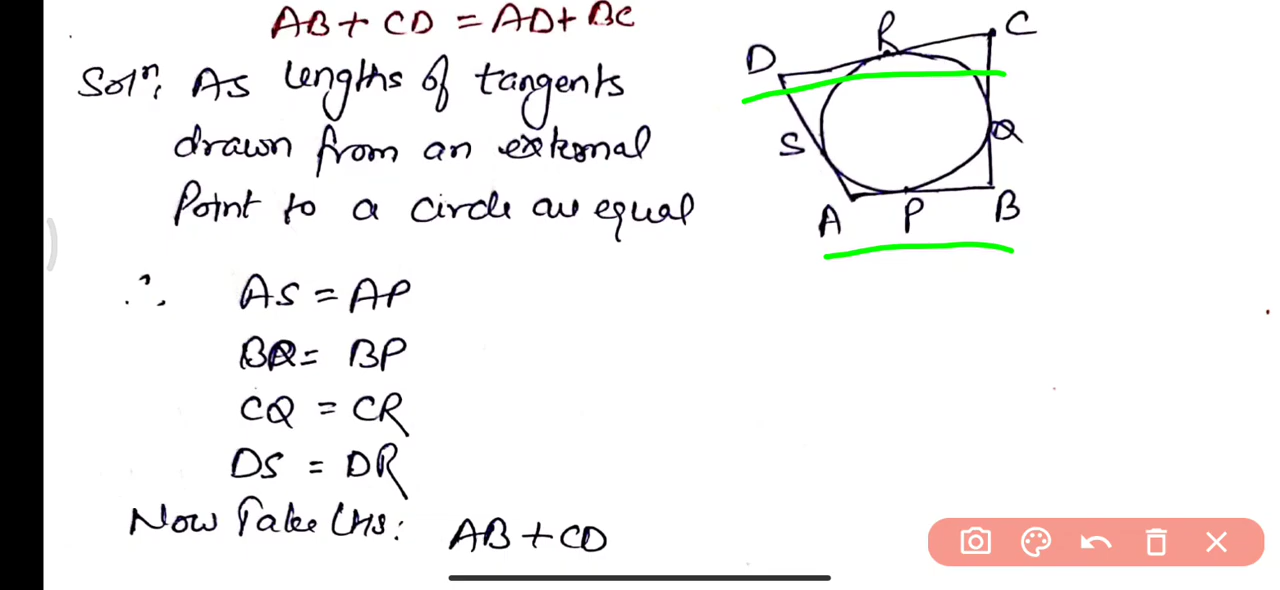 AB + CD = AD + BC
Solⁿ: As lengths of tangents
drawn from an external
Point to a circle are equal
∴ AS = AP
BQ = BP
CQ = CR
DS = DR
Now Take LHS: AB + CD
D
R
C
S
Q
A
P
B